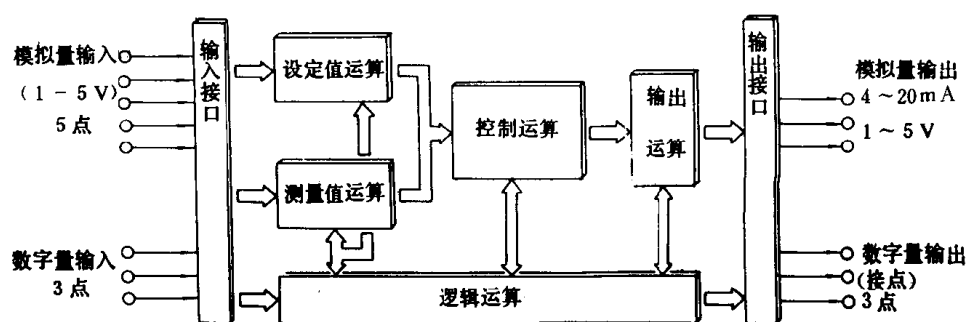 模拟量输入
(1-5V)
5点
数字量输入
3点
输入接口
设定值运算
测量值运算
控制运算
输出
运算
逻辑运算
输出接口
模拟量输出
4~20mA
1~5V
数字量输出
(接点)
3点